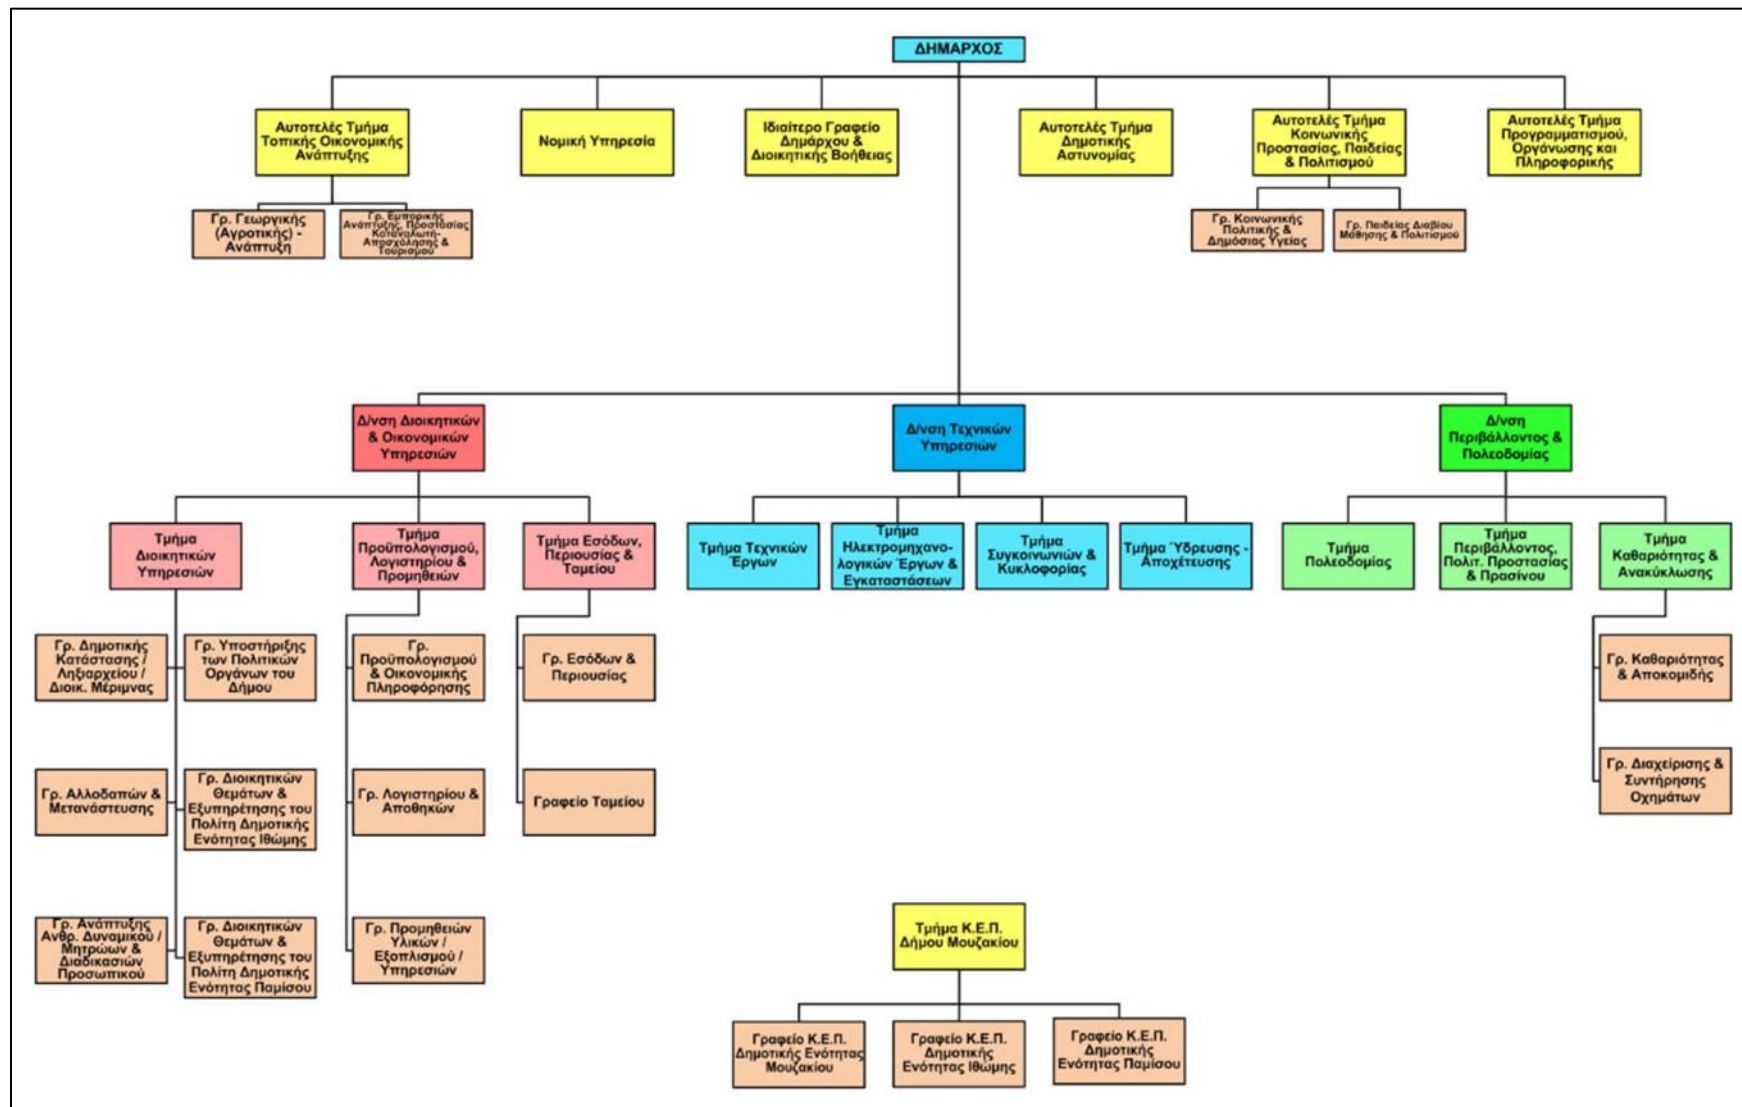 ΔΗΜΑΡΧΟΣ
Αυτοτελές Τμήμα
Τοπικής Οικονομικής
Ανάπτυξης
Νομική Υπηρεσία
Ιδιαίτερο Γραφείο
Δημάρχου &
Διοικητικής Βοήθειας
Αυτοτελές Τμήμα
Δημοτικής
Αστυνομίας
Αυτοτελές Τμήμα
Κοινωνικής
Προστασίας, Παιδείας
& Πολιτισμού
Αυτοτελές Τμήμα
Προγραμματισμού,
Οργάνωσης και
Πληροφορικής
Γρ. Γεωργικής
(Αγροτικής) -
Ανάπτυξη
Γρ. Εμπορικής
Ανάπτυξης, Προστασίας
Καταναλωτή-
Απασχόλησης &
Τουρισμού
Γρ. Κοινωνικής
Πολιτικής &
Δημόσιας Υγείας
Γρ. Παιδείας Διαβίου
Μάθησης & Πολιτισμού
Δ/νση Διοικητικών
& Οικονομικών
Υπηρεσιών
Δ/νση Τεχνικών
Υπηρεσιών
Δ/νση
Περιβάλλοντος &
Πολεοδομίας
Τμήμα
Διοικητικών
Υπηρεσιών
Τμήμα
Προϋπολογισμού,
Λογιστηρίου &
Προμηθειών
Τμήμα Εσόδων,
Περιουσίας &
Ταμείου
Τμήμα Τεχνικών
Έργων
Τμήμα
Ηλεκτρομηχανο-
λογικών Έργων &
Εγκαταστάσεων
Τμήμα
Συγκοινωνιών &
Κυκλοφορίας
Τμήμα Ύδρευσης -
Αποχέτευσης
Τμήμα
Πολεοδομίας
Τμήμα
Περιβάλλοντος,
Πολιτ. Προστασίας
& Πρασίνου
Τμήμα
Καθαριότητας &
Ανακύκλωσης
Γρ. Δημοτικής
Κατάστασης /
Ληξιαρχείου /
Διοικ. Μέριμνας
Γρ. Υποστήριξης
των Πολιτικών
Οργάνων του
Δήμου
Γρ.
Προϋπολογισμού
& Οικονομικής
Πληροφόρησης
Γρ. Εσόδων &
Περιουσίας
Γρ. Καθαριότητας
& Αποκομιδής
Γρ. Αλλοδαπών &
Μετανάστευσης
Γρ. Διοικητικών
Θεμάτων &
Εξυπηρέτησης του
Πολίτη Δημοτικής
Ενότητας Ιθώμης
Γρ. Λογιστηρίου &
Αποθηκών
Γραφείο Ταμείου
Γρ. Διαχείρισης &
Συντήρησης
Οχημάτων
Γρ. Ανάπτυξης
Ανθρ. Δυναμικού /
Μητρώων &
Διαδικασιών
Προσωπικού
Γρ. Διοικητικών
Θεμάτων &
Εξυπηρέτησης του
Πολίτη Δημοτικής
Ενότητας Παμίσου
Γρ. Προμηθειών
Υλικών /
Εξοπλισμού /
Υπηρεσιών
Τμήμα Κ.Ε.Π.
Δήμου Μουζακίου
Γραφείο Κ.Ε.Π.
Δημοτικής Ενότητας
Μουζακίου
Γραφείο Κ.Ε.Π.
Δημοτικής
Ενότητας Ιθώμης
Γραφείο Κ.Ε.Π.
Δημοτικής
Ενότητας Παμίσου